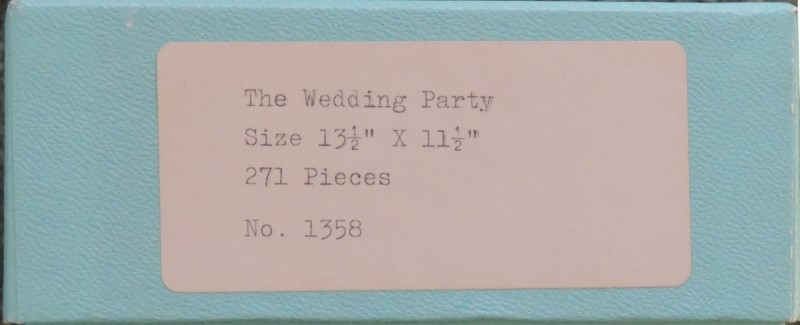 The Wedding Party
Size 13½" X 11½"
271 Pieces
No. 1358